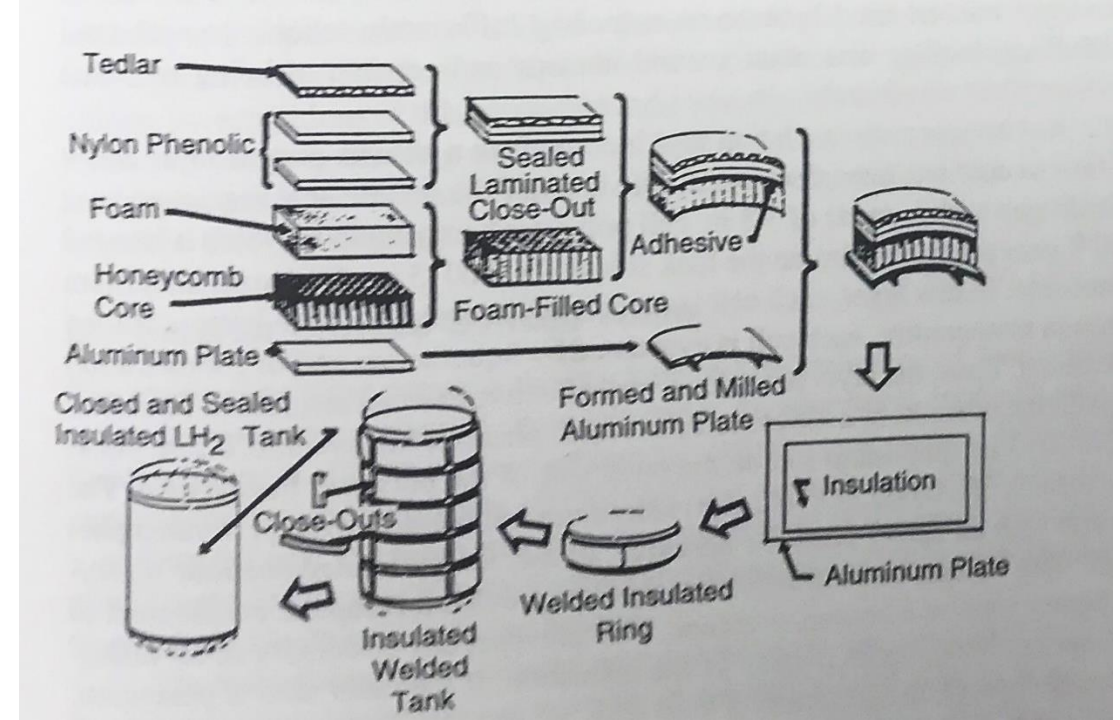 Tedlar
Nylon Phenolic
Foam
Honeycomb
Core
Aluminum Plate
Sealed
Laminated
Close-Out
Foam-Filled Core
Adhesive
Formed and Milled
Aluminum Plate
Insulation
Aluminum Plate
Welded Insulated
Ring
Insulated
Welded
Tank
Close-Outs
Closed and Sealed
Insulated LH2 Tank